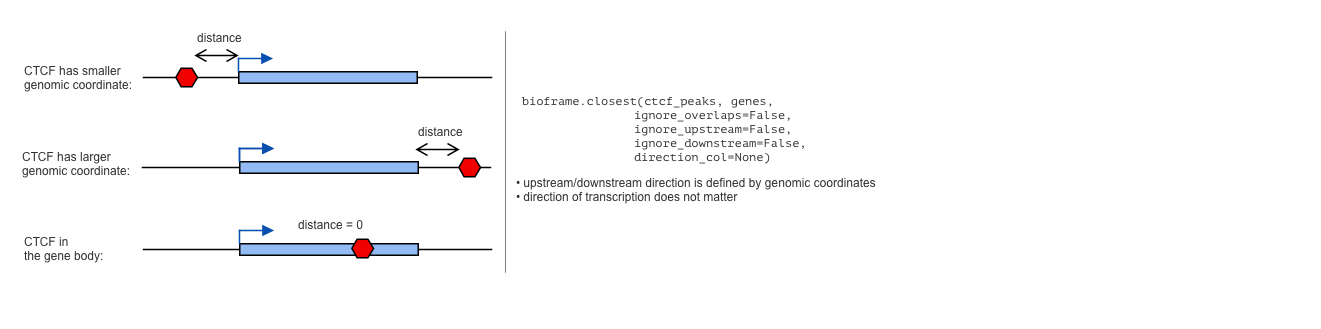 distance
CTCF has smaller
genomic coordinate:
distance
CTCF has larger
genomic coordinate:
distance = 0
CTCF in
the gene body:
bioframe.closest(ctcf_peaks, genes,
ignore_overlaps=False,
ignore_upstream=False,
ignore_downstream=False,
direction_col=None)
• upstream/downstream direction is defined by genomic coordinates
• direction of transcription does not matter